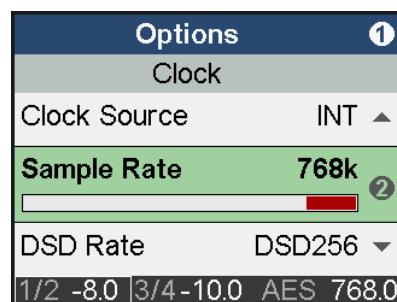 Options 1
Clock
Clock Source INT
Sample Rate 768k
2
DSD Rate DSD256
1/2 -8.0 3/4 -10.0 AES 768.0